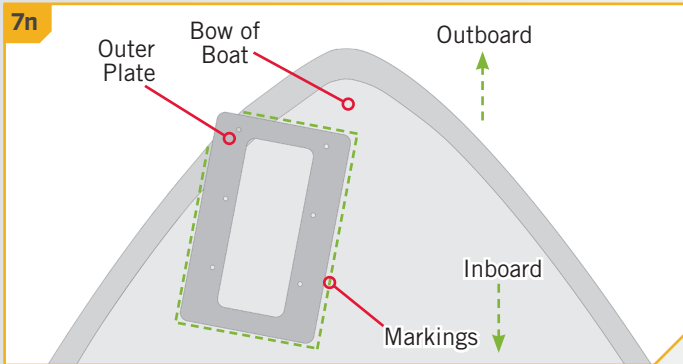 7n
Outer
Plate
Bow of
Boat
Outboard
Inboard
Markings